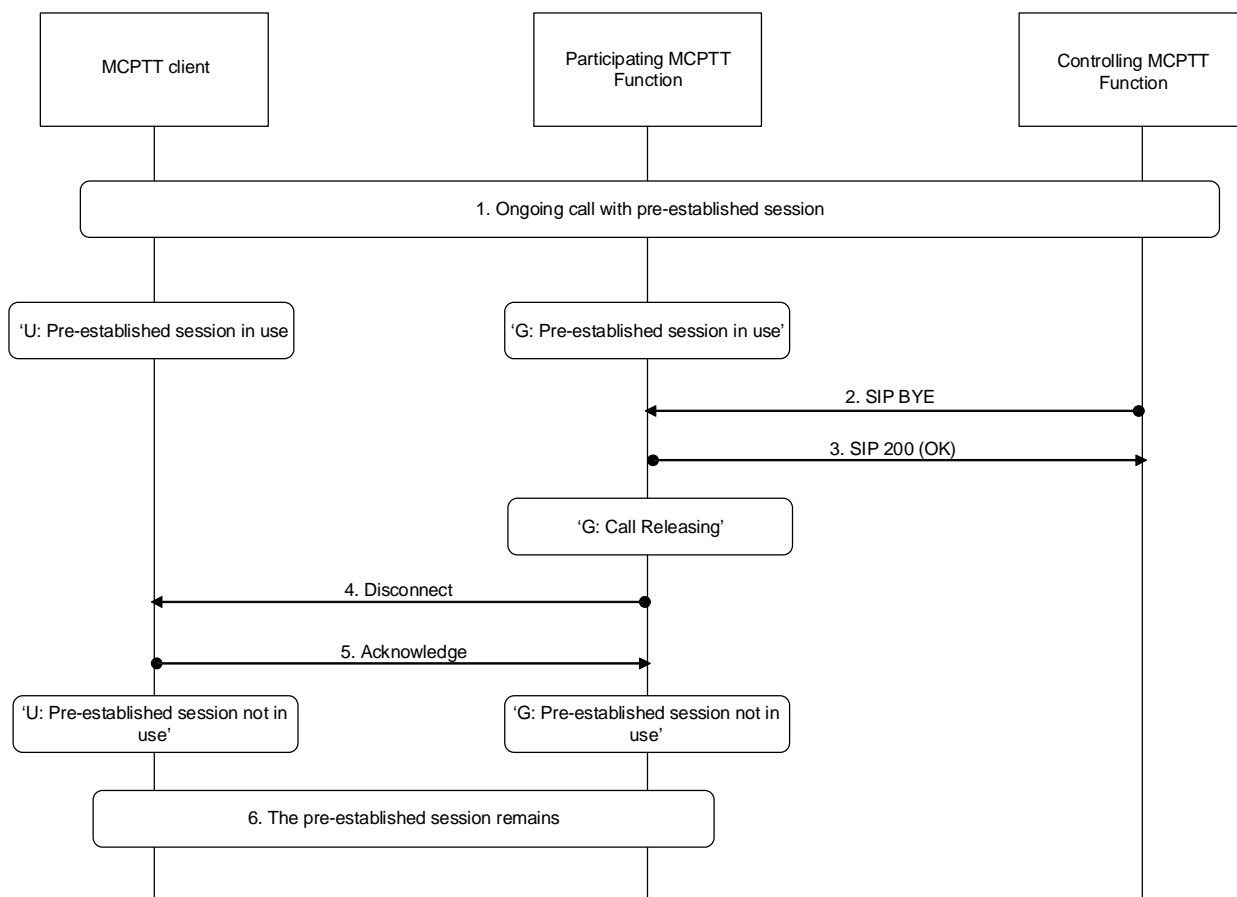 MCPTT client
Participating MCPTT
Function
Controlling MCPTT
Function
1. Ongoing call with pre-established session
‘U: Pre-established session in use
‘G: Pre-established session in use’
2. SIP BYE
3. SIP 200 (OK)
‘G: Call Releasing’
4. Disconnect
5. Acknowledge
‘U: Pre-established session not in
use’
‘G: Pre-established session not in
use’
6. The pre-established session remains